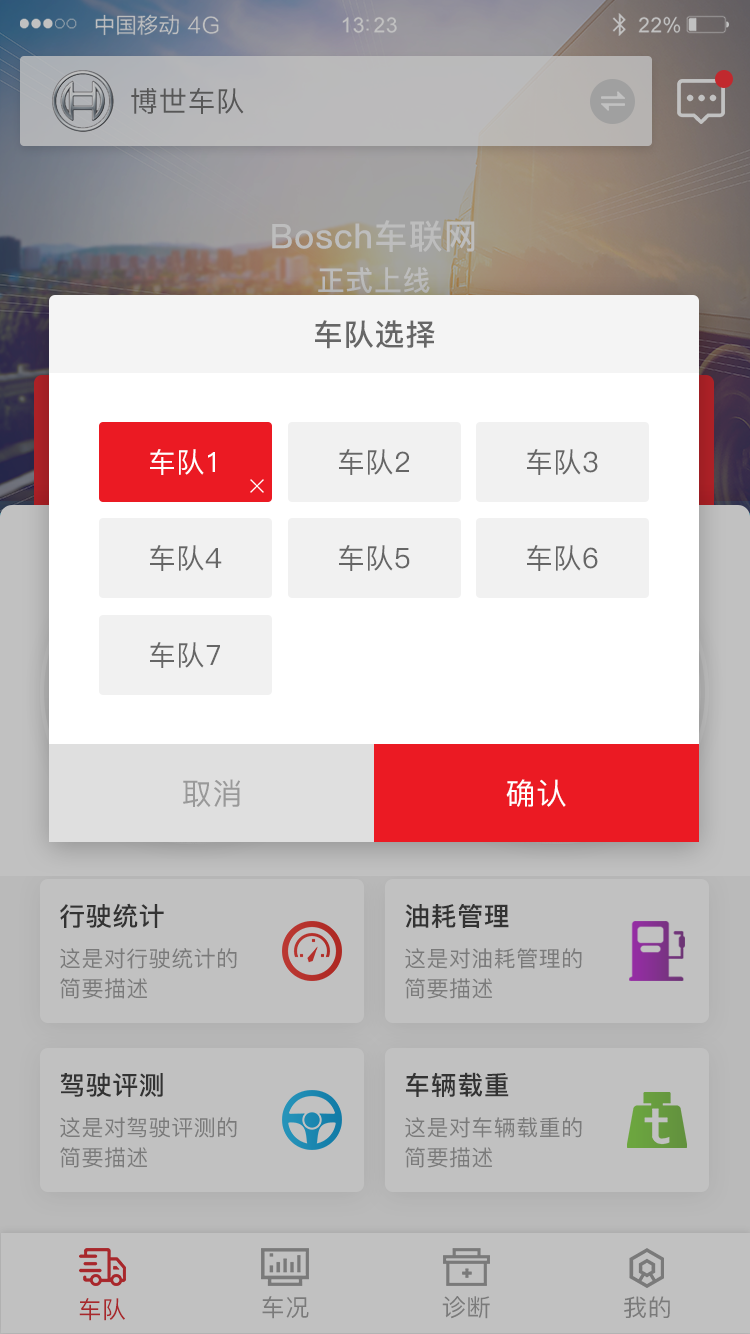 中国移动 4G
13:23
22%
博世车队
Bosch车联网
正式上线
车队选择
车队1
车队2
车队3
车队4
车队5
车队6
车队7
取消
确认
行驶统计
这是对行驶统计的
简要描述
油耗管理
这是对油耗管理的
简要描述
驾驶评测
这是对驾驶评测的
简要描述
车辆载重
这是对车辆载重的
简要描述
t
车队
车况
诊断
我的